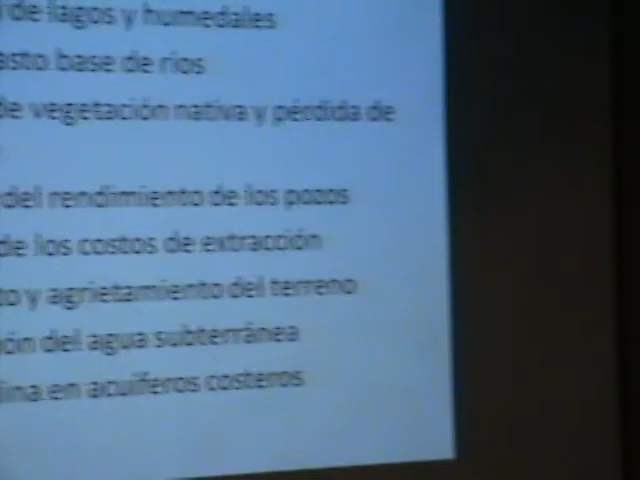 de lagos y humedales
asto base de ríos
de vegetación nativa y pérdida de
del rendimiento de los pozos
de los costos de extracción
to y agrietamiento del terreno
ión del agua subterránea
lina en acuíferos costeros